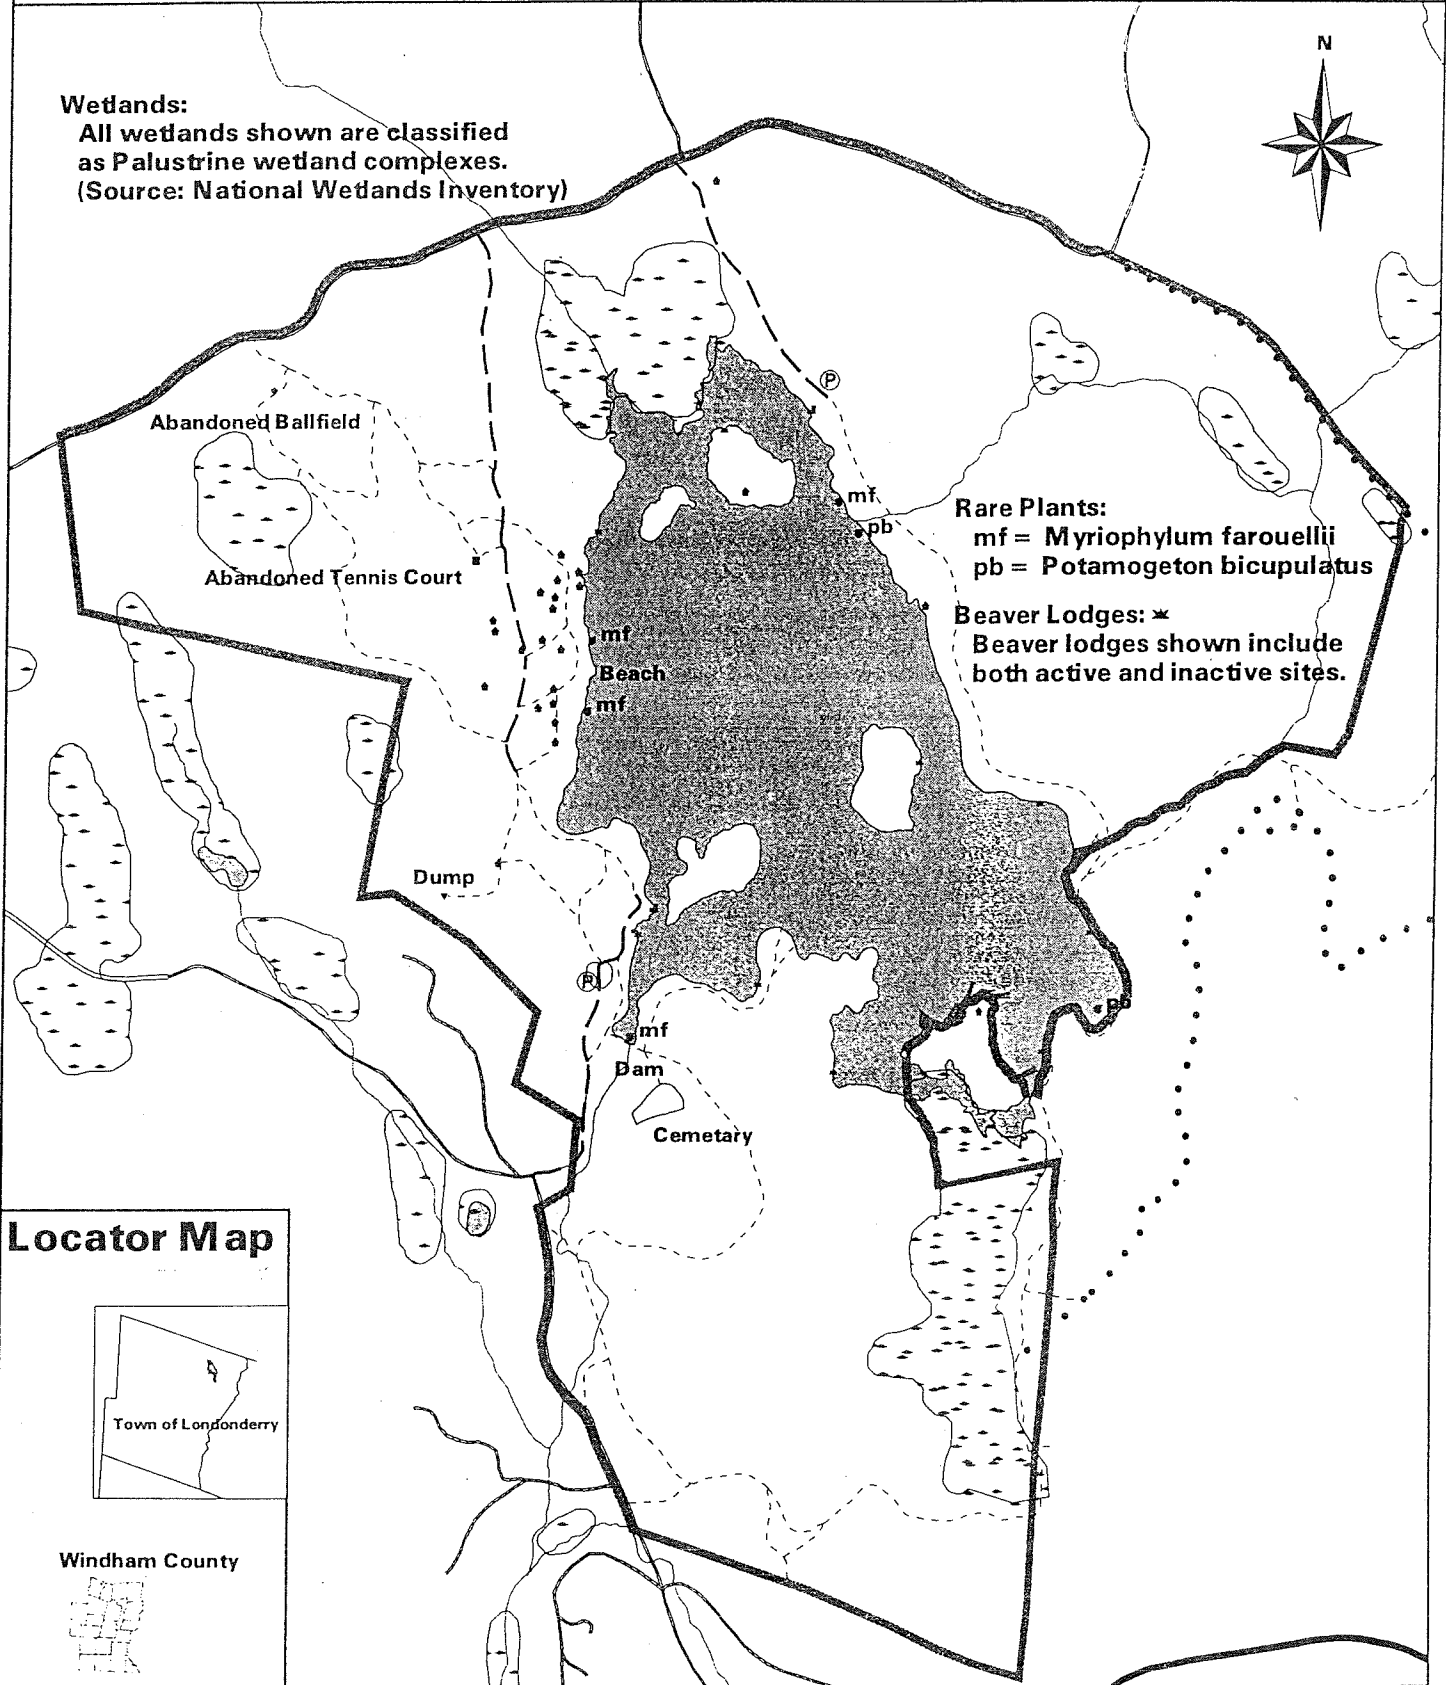 N
Wetlands:
All wetlands shown are classified
as Palustrine wetland complexes.
(Source: National Wetlands Inventory)
P
Abandoned Ballfield
mf
pb
Rare Plants:
mf = Myriophylum farouellii
pb = Potamogeton bicupulatus
Abandoned Tennis Court
Beaver Lodges:
Beaver lodges shown include
both active and inactive sites.
mf
Beach
mf
Dump
P
pb
mf
Dam
Cemetary
Locator Map
Town of Londonderry
Windham County